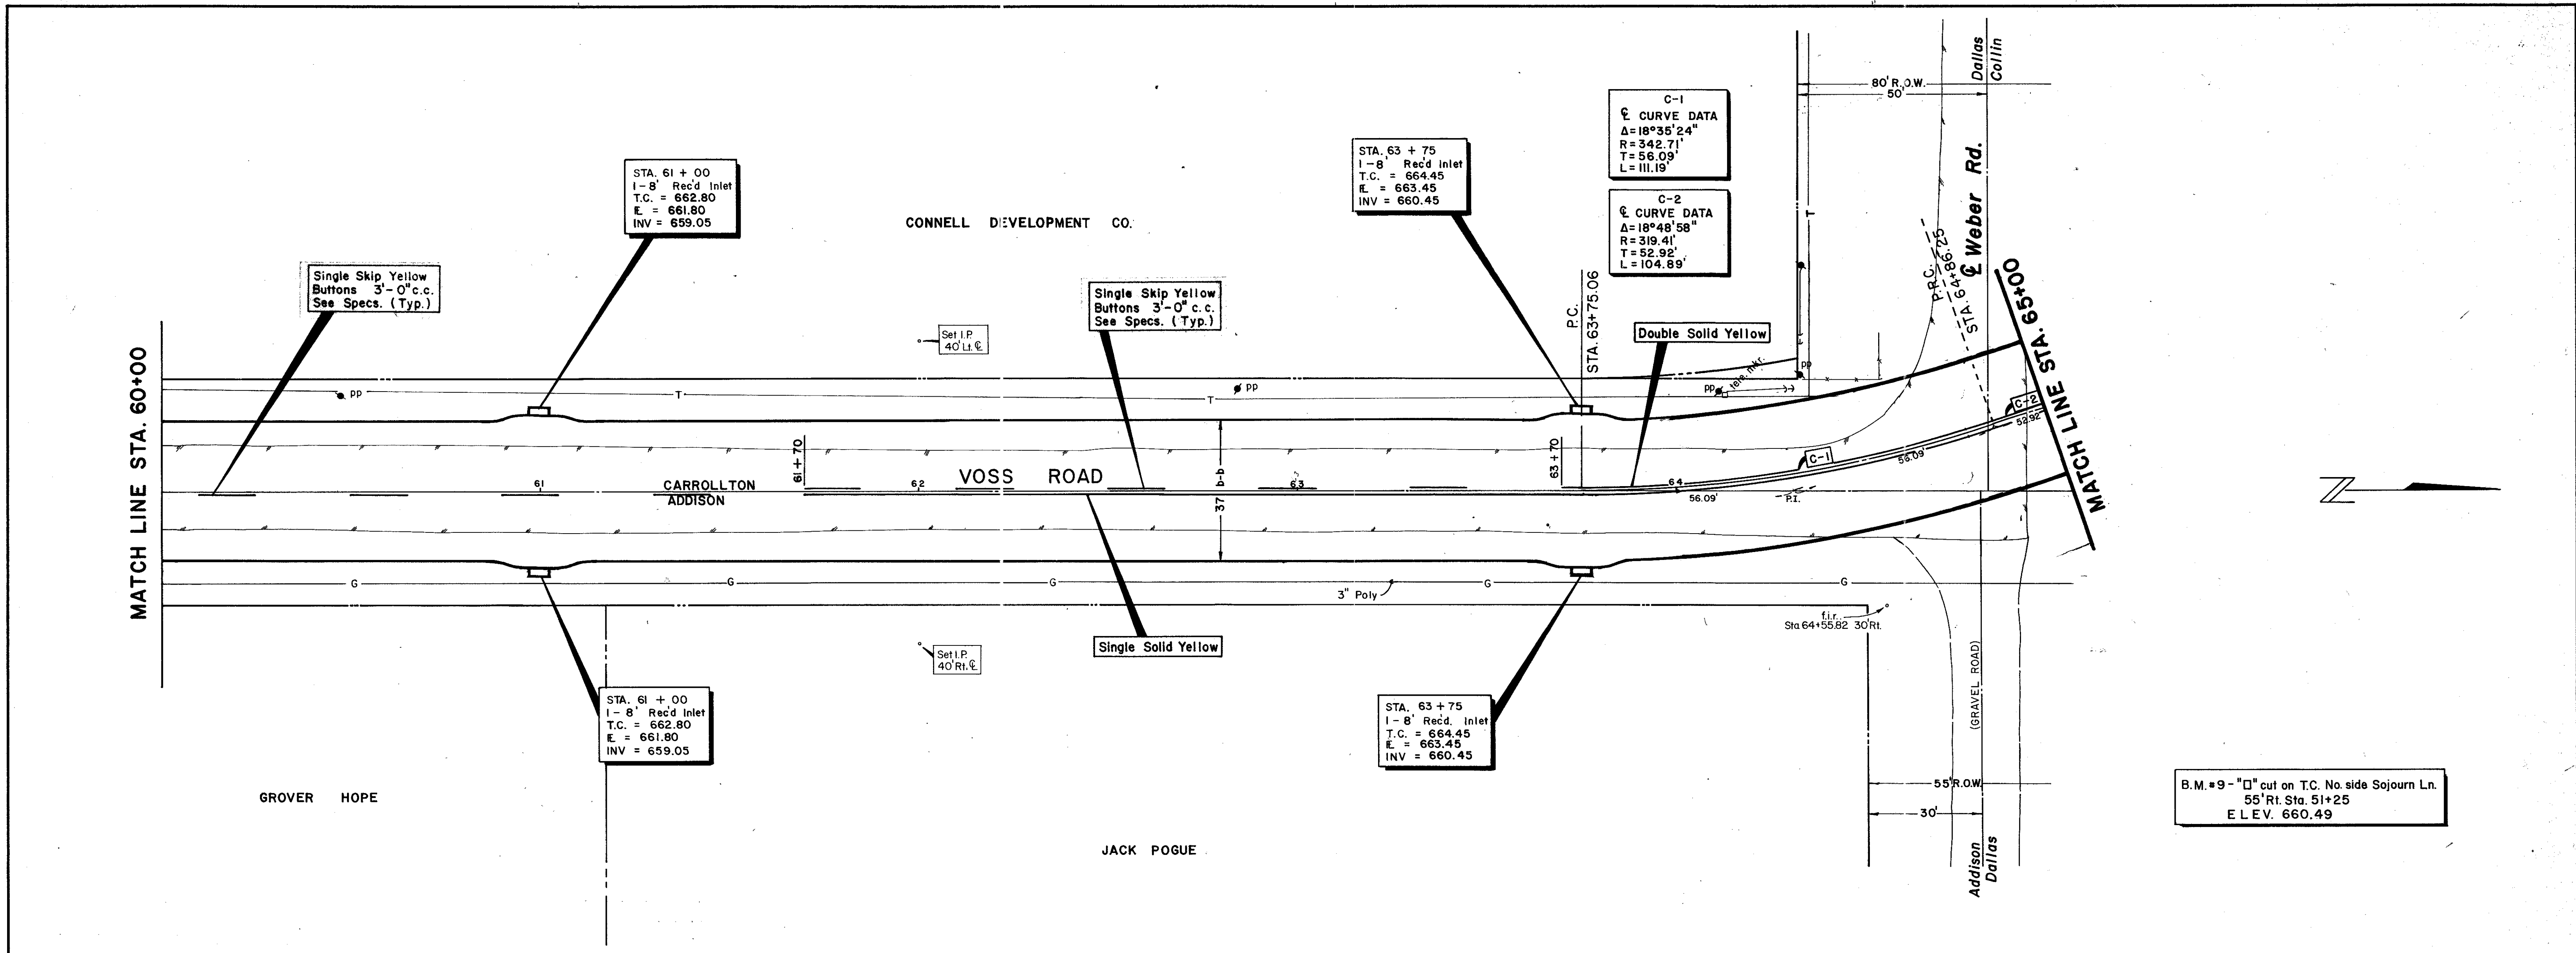 Dallas
Collin
80' R.O.W.
50'
C-1
℄ CURVE DATA
Δ=18°35'24"
R=342.71'
T=56.09'
L=111.19'
STA. 63 + 75
1-8' Rec'd Inlet
T.C. = 664.45
FL = 663.45
INV = 660.45
STA. 61 + 00
1-8' Rec'd Inlet
T.C. = 662.80
FL = 661.80
INV = 659.05
C-2
℄ CURVE DATA
Δ=18°48'58"
R=319.41'
T=52.92'
L=104.89'
CONNELL DEVELOPMENT CO.
℄ Weber Rd.
P.R.C.
STA. 64+86.25
T
Single Skip Yellow
Buttons 3'-0" c.c.
See Specs. (Typ.)
Single Skip Yellow
Buttons 3'-0" c.c.
See Specs. (Typ.)
P.C.
STA. 63+75.06
Double Solid Yellow
Set I.P.
40' Lt. ℄
MATCH LINE STA. 60+00
MATCH LINE STA. 65+00
PP
PP
PP
tele. mkr.
PP
T
T
61+70
63+70
C-2
52.92'
C-1
56.09'
61
62
63
64
CARROLLTON
ADDISON
VOSS ROAD
37' b-b
56.09'
P.I.
Z
G
G
G
G
G
3" Poly
f.i.r.
Sta 64+55.82 30' Rt.
Set I.P.
40' Rt. ℄
Single Solid Yellow
(GRAVEL ROAD)
STA. 61 + 00
1-8' Rec'd Inlet
T.C. = 662.80
FL = 661.80
INV = 659.05
STA. 63 + 75
1-8' Rec'd. Inlet
T.C. = 664.45
FL = 663.45
INV = 660.45
GROVER HOPE
JACK POGUE
55' R.O.W.
30'
Addison
Dallas
B.M.#9 - "□" cut on T.C. No. side Sojourn Ln.
55' Rt. Sta. 51+25
ELEV. 660.49